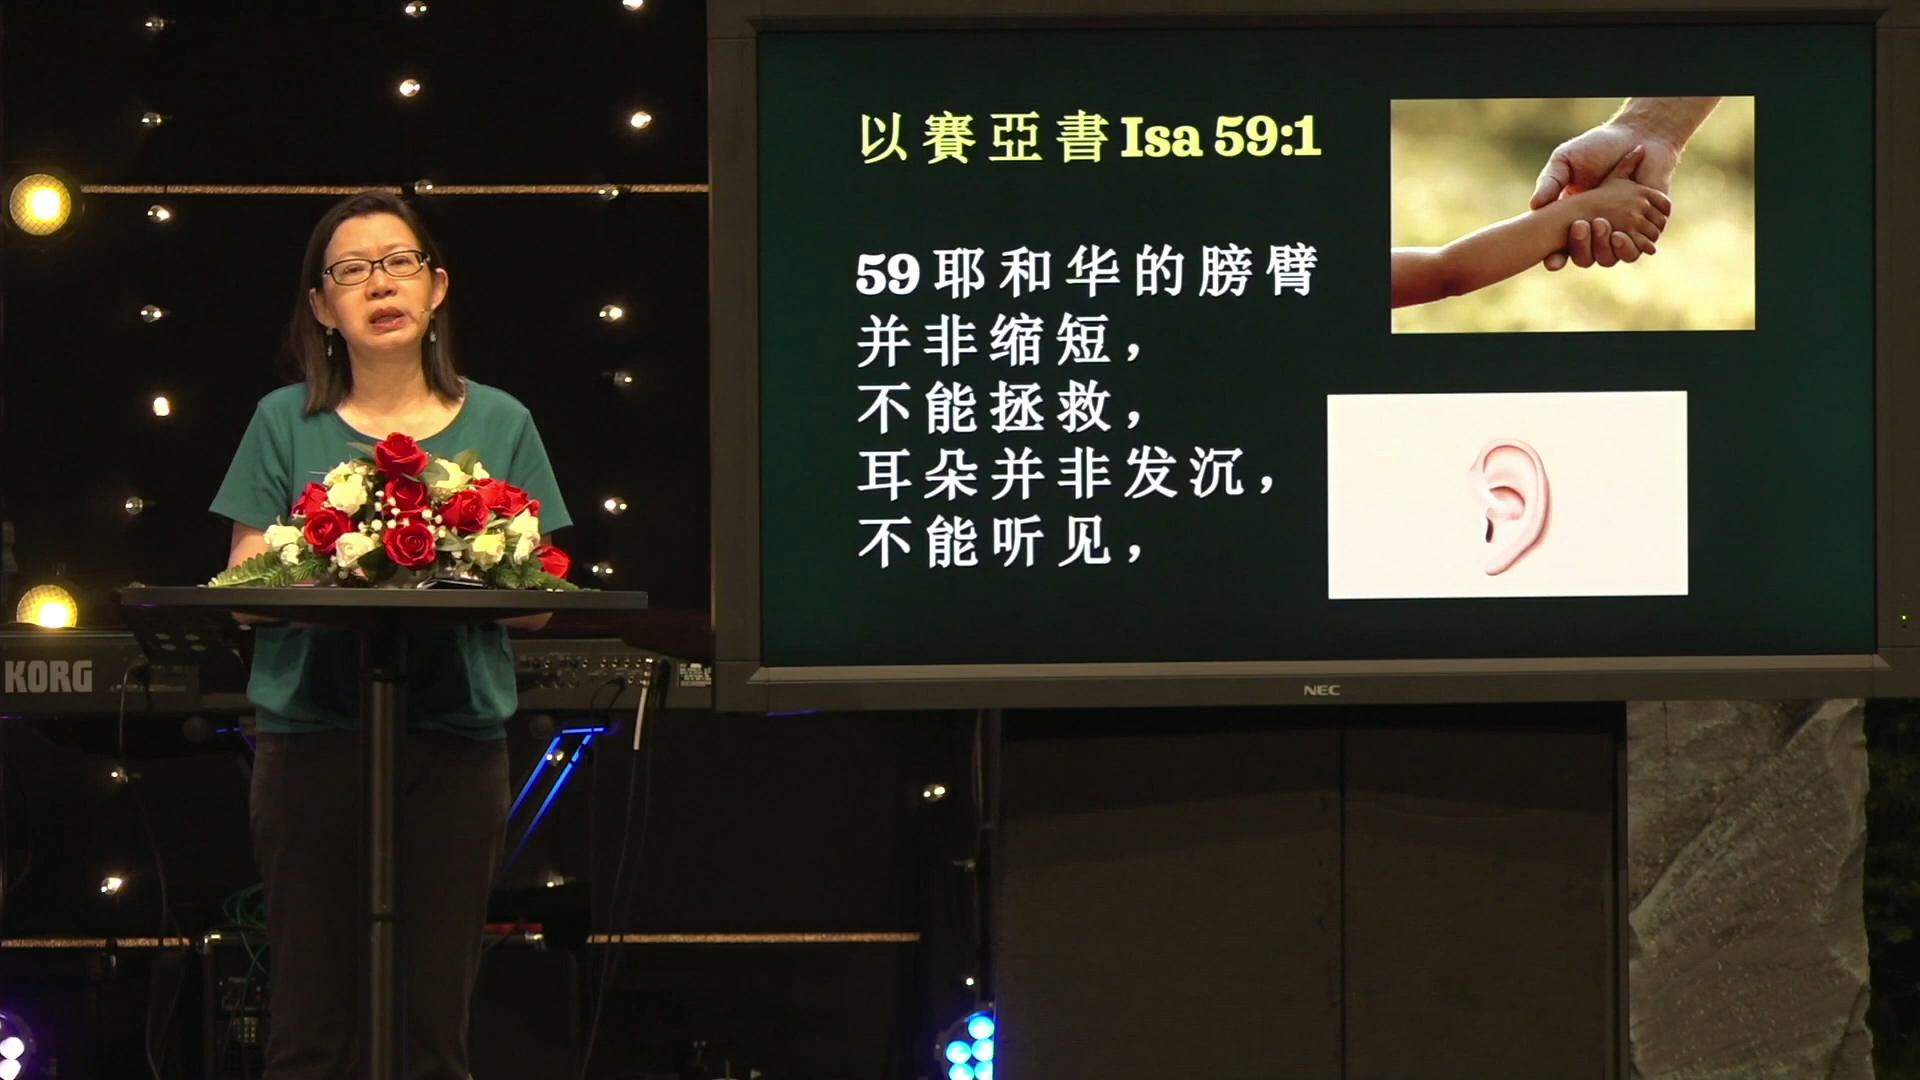 以賽亞書 Isa 59:1
59 耶和华的膀臂
并非缩短，
不能拯救，
耳朵并非发沉，
不能听见，
NEC
KORG